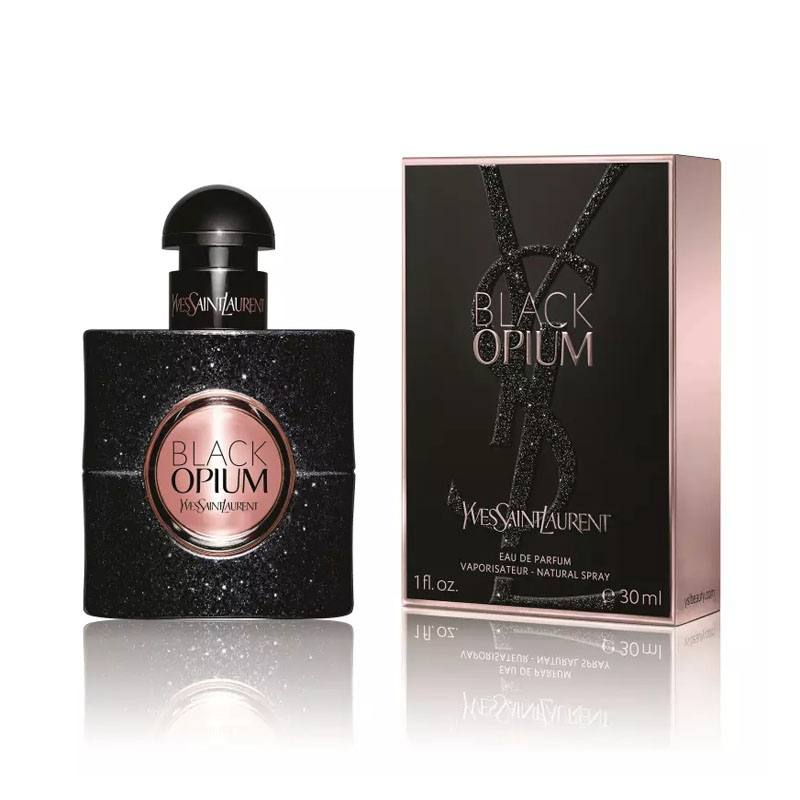 YVESSAINTLAURENT
BLACK
OPIUM
YVESSAINTLAURENT
BLACK
OPIUM
YSL
YVESSAINTLAURENT
EAU DE PARFUM
VAPORISATEUR - NATURAL SPRAY
1 fl. oz. ℮ 30 ml
yslbeauty.com